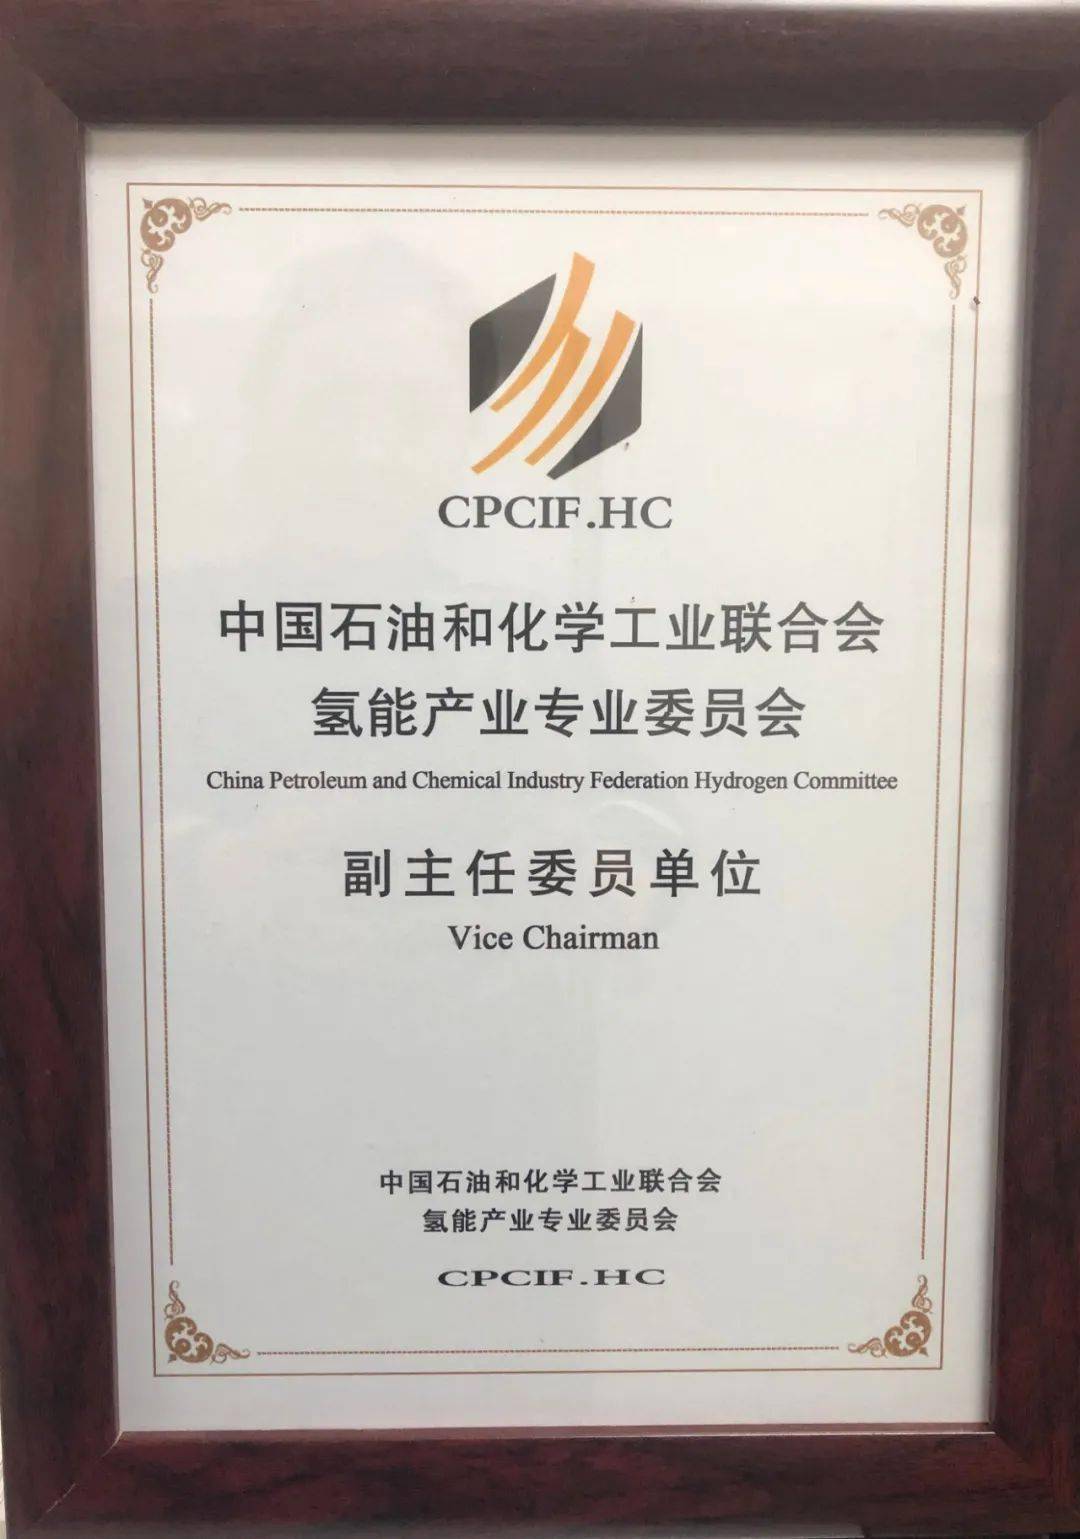 CPCIF.HC
中国石油和化学工业联合会
氢能产业专业委员会
China Petroleum and Chemical Industry Federation Hydrogen Committee
副主任委员单位
Vice Chairman
中国石油和化学工业联合会
氢能产业专业委员会
CPCIF.HC